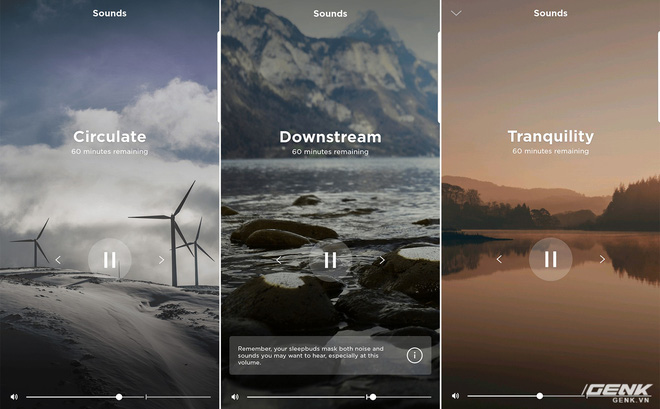 Sounds
Circulate
60 minutes remaining
Sounds
Downstream
60 minutes remaining
Remember, your sleepbuds mask both noise and
sounds you may want to hear, especially at this
volume.
Sounds
Tranquility
60 minutes remaining
GENK
GENK.VN